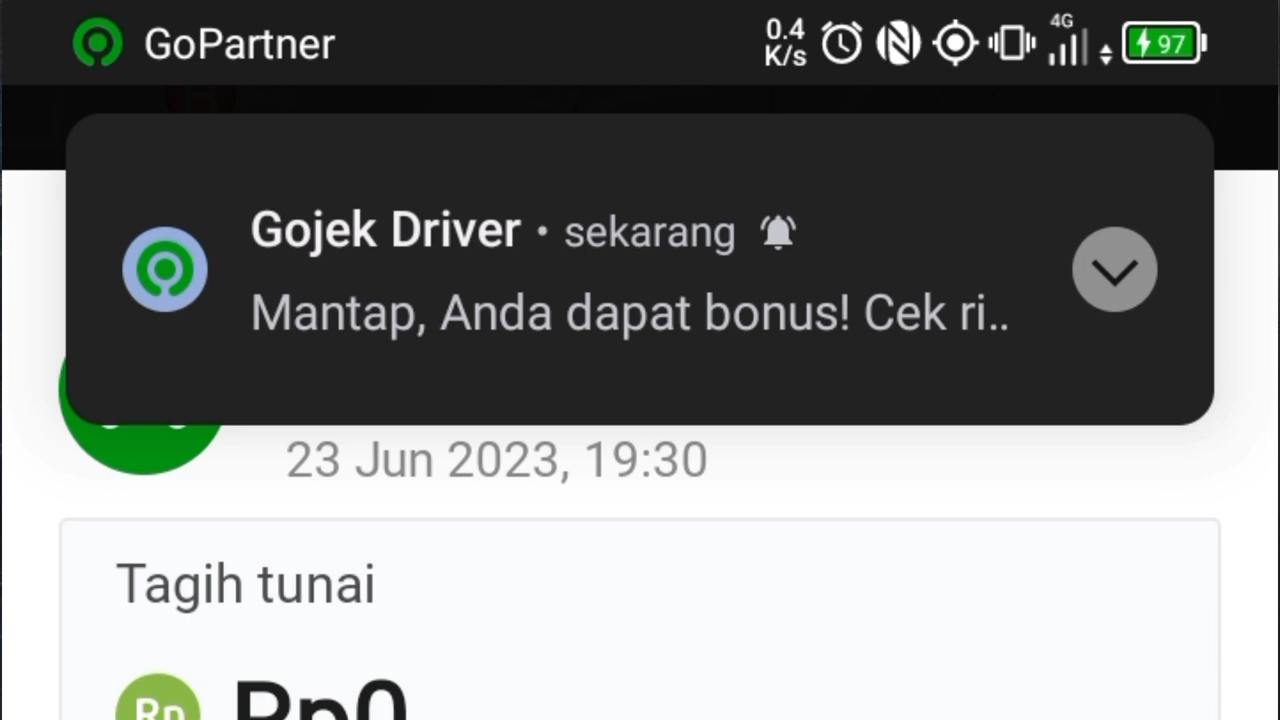 GoPartner
0.4
K/s
4G
97
Gojek Driver • sekarang
Mantap, Anda dapat bonus! Cek ri..
23 Jun 2023, 19:30
Tagih tunai
Rp Rp0